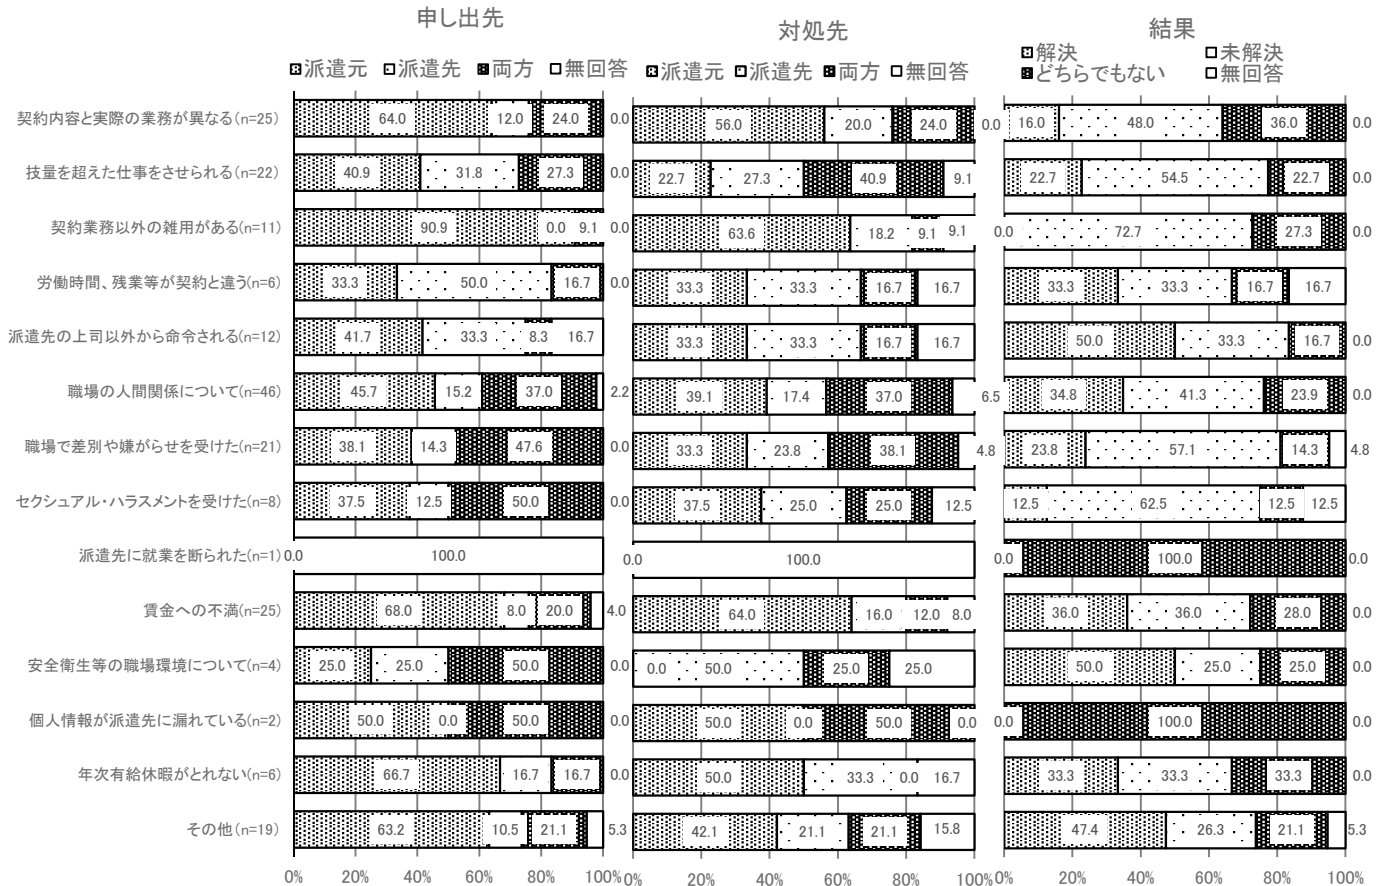 申し出先
対処先
結果
派遣元 派遣先 両方 無回答
派遣元 派遣先 両方 無回答
解決 未解決
どちらでもない 無回答
契約内容と実際の業務が異なる(n=25) 64.0 12.0 24.0 0.0 56.0 20.0 24.0 0.0 16.0 48.0 36.0 0.0
技量を超えた仕事をさせられる(n=22) 40.9 31.8 27.3 0.0 22.7 27.3 40.9 9.1 22.7 54.5 22.7 0.0
契約業務以外の雑用がある(n=11) 90.9 0.0 9.1 0.0 63.6 18.2 9.1 9.1 0.0 72.7 27.3 0.0
労働時間、残業等が契約と違う(n=6) 33.3 50.0 16.7 0.0 33.3 33.3 16.7 16.7 33.3 33.3 16.7 16.7
派遣先の上司以外から命令される(n=12) 41.7 33.3 8.3 16.7 33.3 33.3 16.7 16.7 50.0 33.3 16.7 0.0
職場の人間関係について(n=46) 45.7 15.2 37.0 2.2 39.1 17.4 37.0 6.5 34.8 41.3 23.9 0.0
職場で差別や嫌がらせを受けた(n=21) 38.1 14.3 47.6 0.0 33.3 23.8 38.1 4.8 23.8 57.1 14.3 4.8
セクシュアル・ハラスメントを受けた(n=8) 37.5 12.5 50.0 0.0 37.5 25.0 25.0 12.5 12.5 62.5 12.5 12.5
派遣先に就業を断られた(n=1) 0.0 100.0 0.0 100.0 0.0 100.0 0.0
賃金への不満(n=25) 68.0 8.0 20.0 4.0 64.0 16.0 12.0 8.0 36.0 36.0 28.0 0.0
安全衛生等の職場環境について(n=4) 25.0 25.0 50.0 0.0 0.0 50.0 25.0 25.0 50.0 25.0 25.0 0.0
個人情報が派遣先に漏れている(n=2) 50.0 0.0 50.0 0.0 50.0 0.0 50.0 0.0 0.0 100.0 0.0
年次有給休暇がとれない(n=6) 66.7 16.7 16.7 0.0 50.0 33.3 0.0 16.7 33.3 33.3 33.3 0.0
その他(n=19) 63.2 10.5 21.1 5.3 42.1 21.1 21.1 15.8 47.4 26.3 21.1 5.3
0% 20% 40% 60% 80% 100% 0% 20% 40% 60% 80% 100% 0% 20% 40% 60% 80% 100%